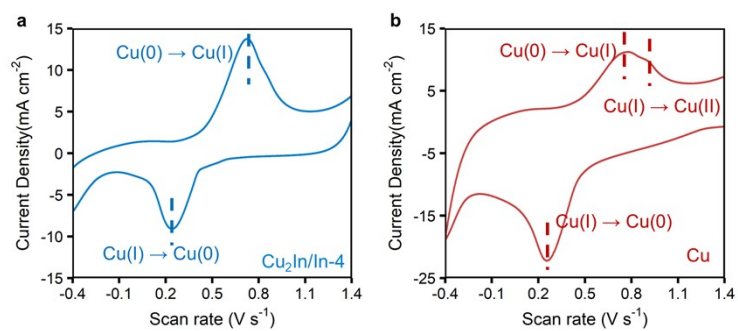 a
15
10
5
0
-5
-10
-15
-0.4 -0.1 0.2 0.5 0.8 1.1 1.4
Current Density(mA cm⁻²)
Scan rate (V s⁻¹)
Cu(0) → Cu(I)
Cu(I) → Cu(0)
Cu₂In/In-4
b
15
5
-5
-15
-25
-0.4 -0.1 0.2 0.5 0.8 1.1 1.4
Current Density(mA cm⁻²)
Scan rate (V s⁻¹)
Cu(0) → Cu(I)
Cu(I) → Cu(II)
Cu(I) → Cu(0)
Cu